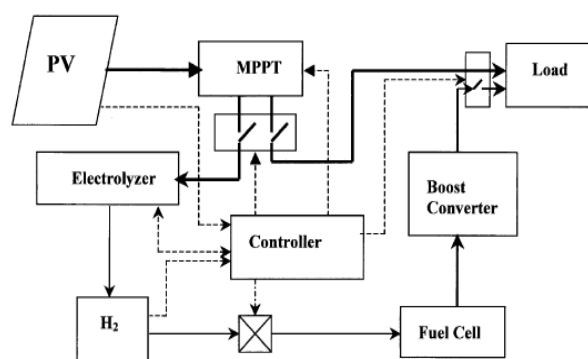 PV
MPPT
Load
Electrolyzer
Boost
Converter
Controller
H₂
Fuel Cell